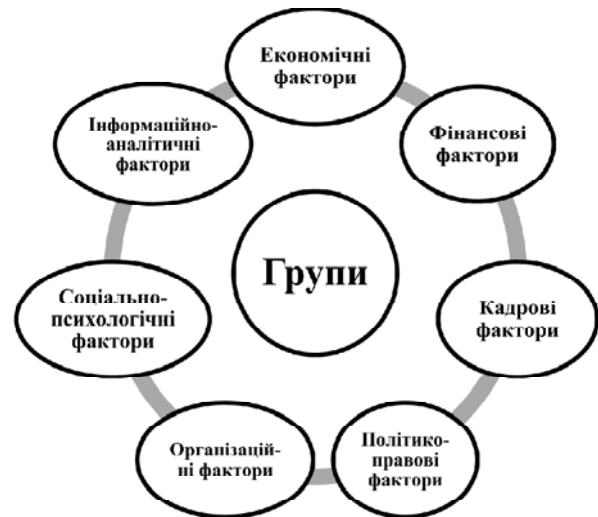 Економічні
фактори
Фінансові
фактори
Кадрові
фактори
Політико-
правові
фактори
Організацій-
ні фактори
Соціально-
психологічні
фактори
Інформаційно-
аналітичні
фактори
Групи